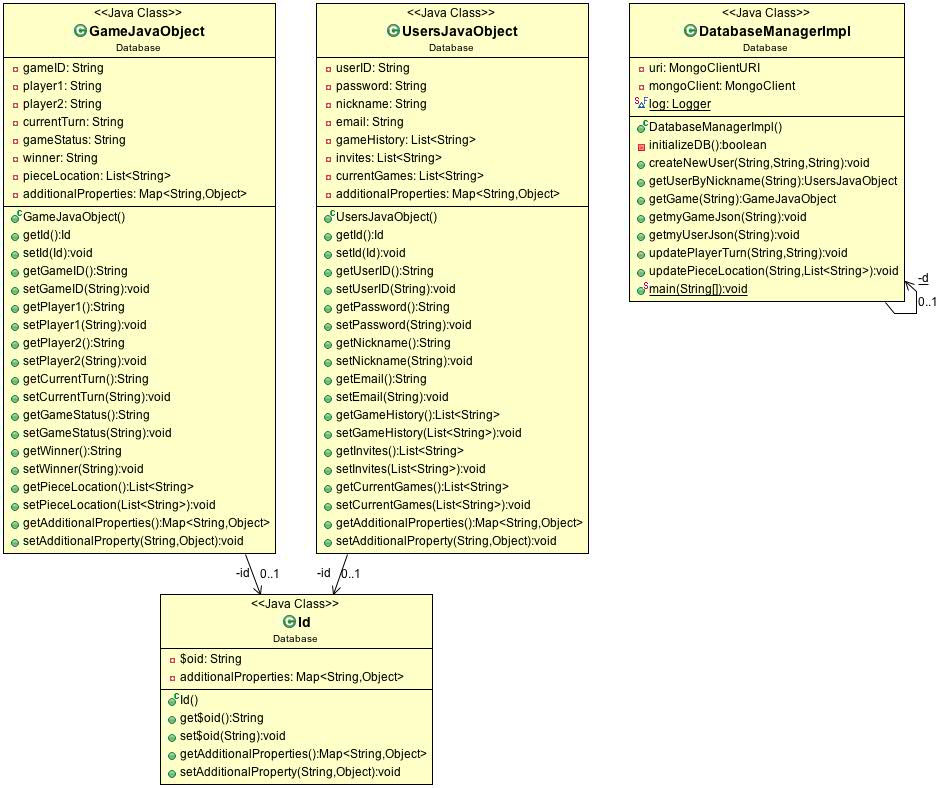 <<Java Class>>
GameJavaObject
Database
gameID: String
player1: String
player2: String
currentTurn: String
gameStatus: String
winner: String
pieceLocation: List<String>
additionalProperties: Map<String,Object>
GameJavaObject()
getId():Id
setId(Id):void
getGameID():String
setGameID(String):void
getPlayer1():String
setPlayer1(String):void
getPlayer2():String
setPlayer2(String):void
getCurrentTurn():String
setCurrentTurn(String):void
getGameStatus():String
setGameStatus(String):void
getWinner():String
setWinner(String):void
getPieceLocation():List<String>
setPieceLocation(List<String>):void
getAdditionalProperties():Map<String,Object>
setAdditionalProperty(String,Object):void
<<Java Class>>
UsersJavaObject
Database
userID: String
password: String
nickname: String
email: String
gameHistory: List<String>
invites: List<String>
currentGames: List<String>
additionalProperties: Map<String,Object>
UsersJavaObject()
getId():Id
setId(Id):void
getUserID():String
setUserID(String):void
getPassword():String
setPassword(String):void
getNickname():String
setNickname(String):void
getEmail():String
setEmail(String):void
getGameHistory():List<String>
setGameHistory(List<String>):void
getInvites():List<String>
setInvites(List<String>):void
getCurrentGames():List<String>
setCurrentGames(List<String>):void
getAdditionalProperties():Map<String,Object>
setAdditionalProperty(String,Object):void
<<Java Class>>
DatabaseManagerImpl
Database
uri: MongoClientURI
mongoClient: MongoClient
log: Logger
DatabaseManagerImpl()
initializeDB():boolean
createNewUser(String,String,String):void
getUserByNickname(String):UsersJavaObject
getGame(String):GameJavaObject
getmyGameJson(String):void
getmyUserJson(String):void
updatePlayerTurn(String,String):void
updatePieceLocation(String,List<String>):void
main(String[]):void
-d
0..1
-id 0..1
-id 0..1
<<Java Class>>
Id
Database
$oid: String
additionalProperties: Map<String,Object>
Id()
get$oid():String
set$oid(String):void
getAdditionalProperties():Map<String,Object>
setAdditionalProperty(String,Object):void